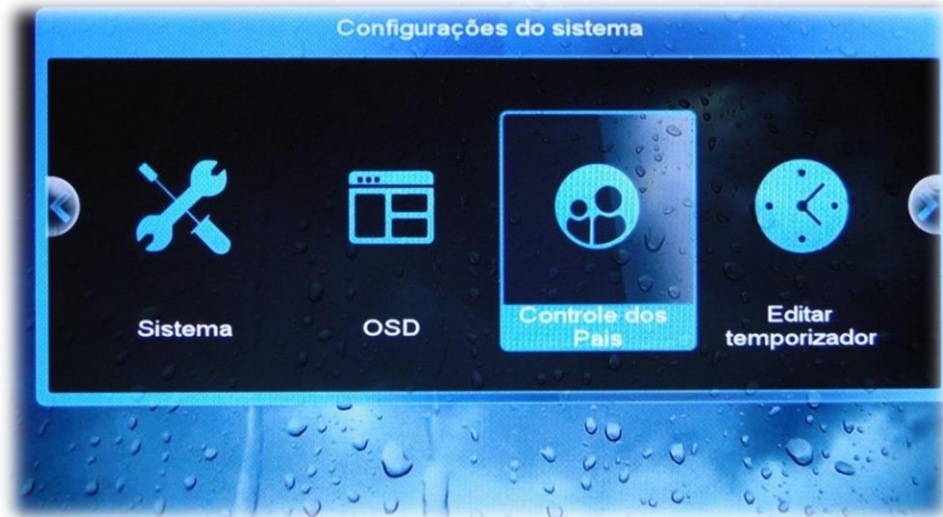 Configurações do sistema
Sistema
OSD
Controle dos
Pais
Editar
temporizador